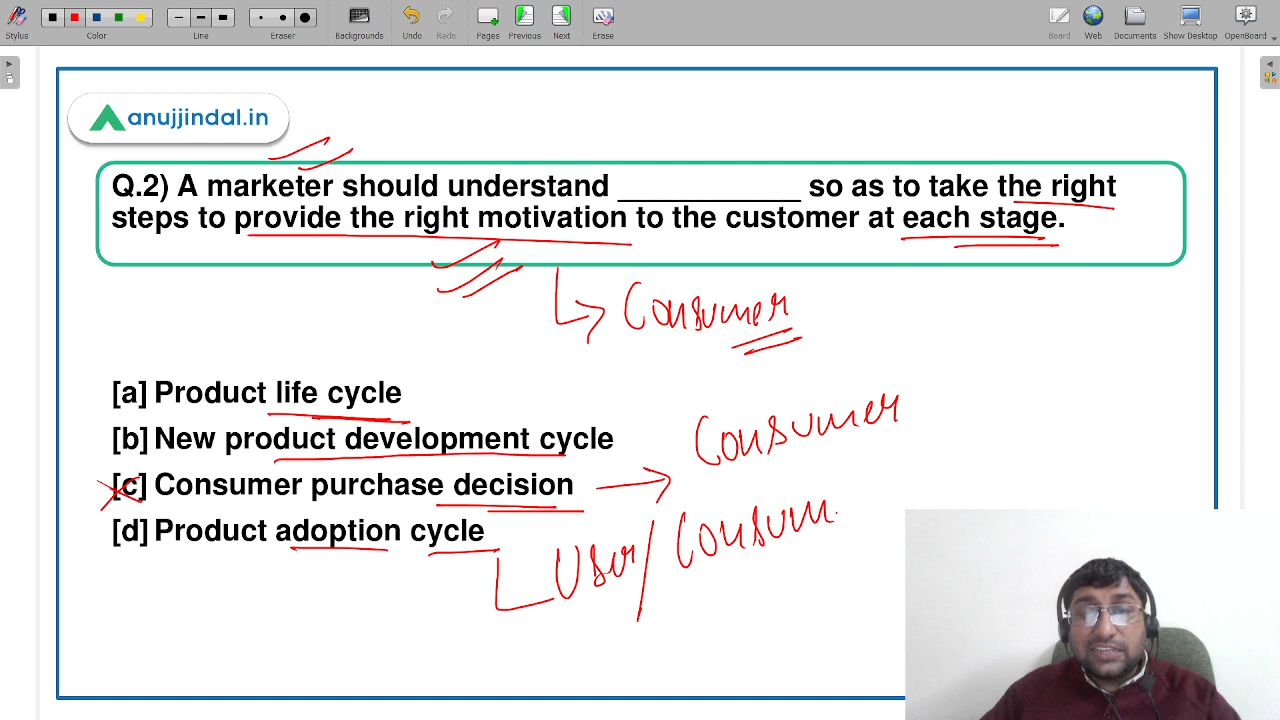 Stylus
Color
Line
Eraser
Backgrounds
Undo
Redo
Pages
Previous
Next
Erase
Board
Web
Documents
Show Desktop
OpenBoard
anujjindal.in
Q.2) A marketer should understand ___________ so as to take the right
steps to provide the right motivation to the customer at each stage.
Consumer
[a] Product life cycle
[b] New product development cycle
Consumer
[c] Consumer purchase decision
[d] Product adoption cycle
User/Consum